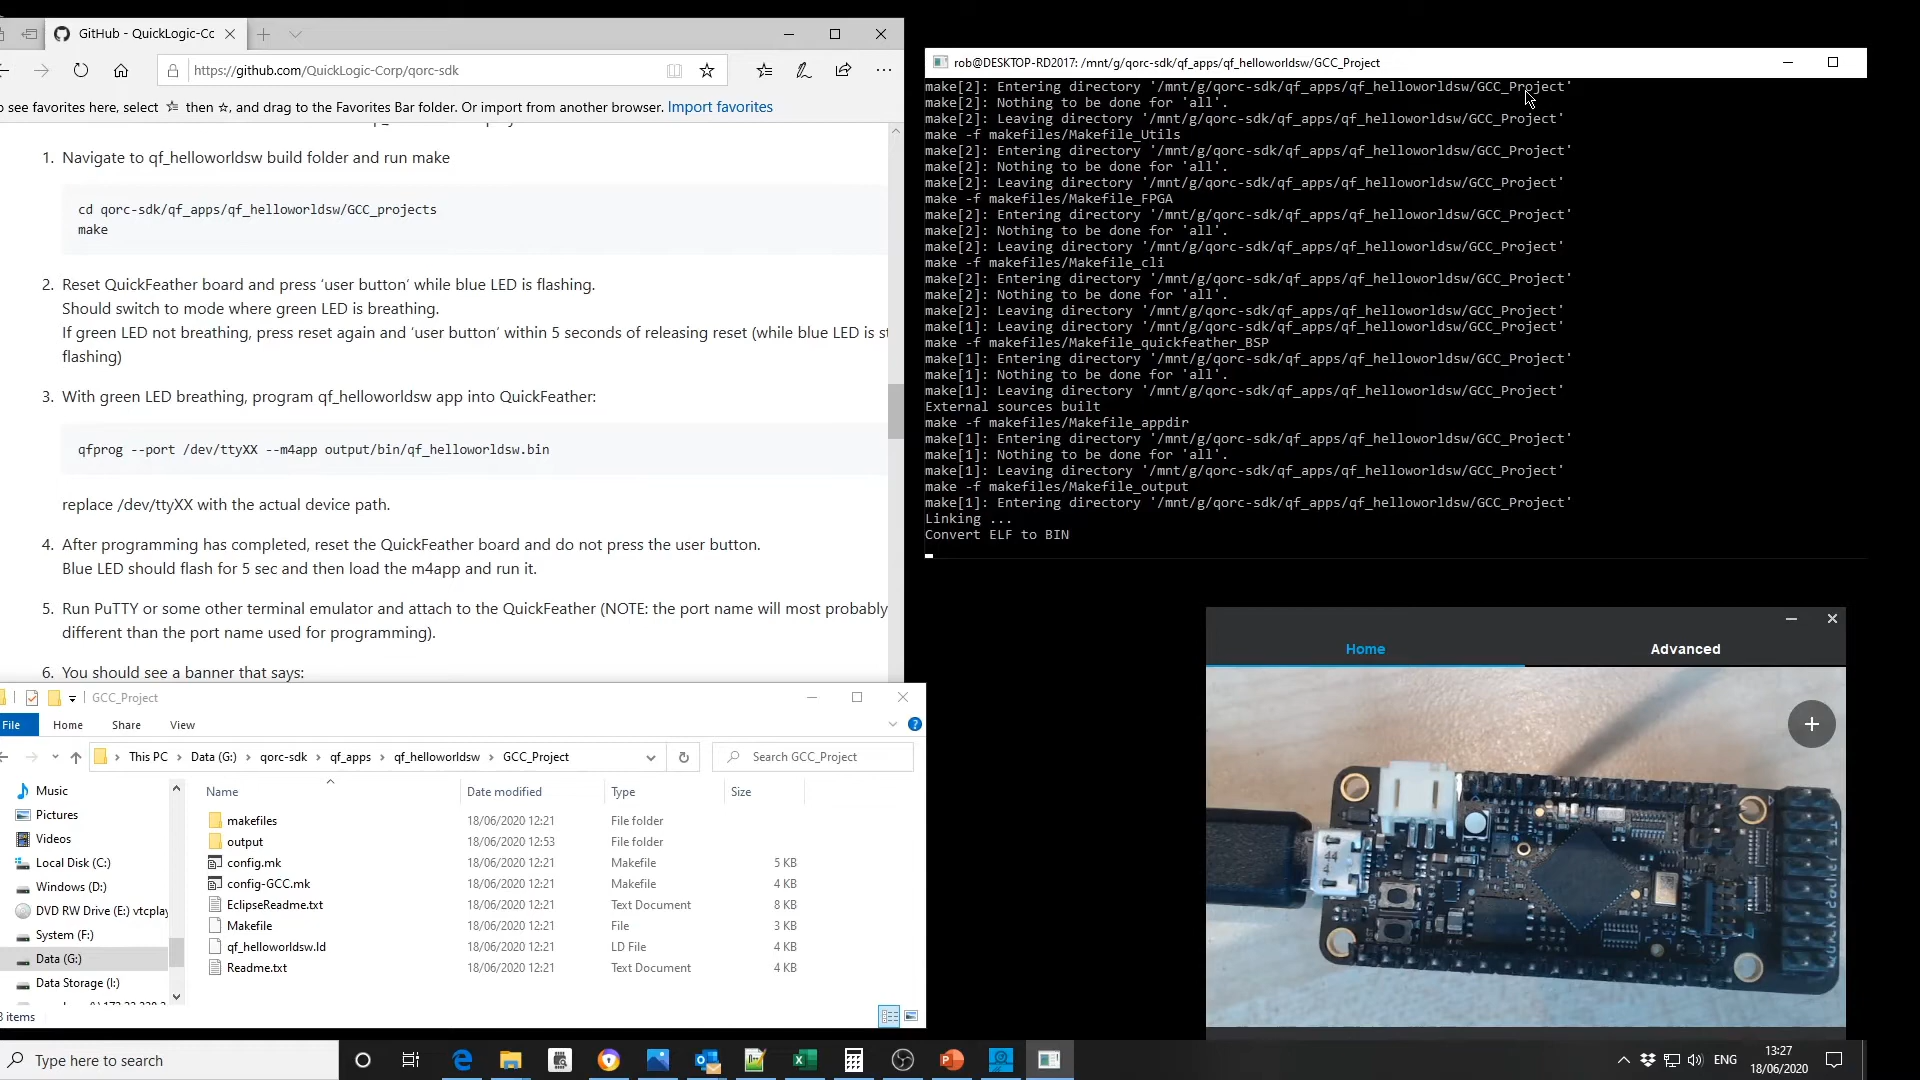 GitHub - QuickLogic-Cc
https://github.com/QuickLogic-Corp/qorc-sdk
o see favorites here, select ☆ then ☆, and drag to the Favorites Bar folder. Or import from another browser. Import favorites
1. Navigate to qf_helloworldsw build folder and run make
cd qorc-sdk/qf_apps/qf_helloworldsw/GCC_projects
make
2. Reset QuickFeather board and press ‘user button’ while blue LED is flashing.
Should switch to mode where green LED is breathing.
If green LED not breathing, press reset again and ‘user button’ within 5 seconds of releasing reset (while blue LED is st
flashing)
3. With green LED breathing, program qf_helloworldsw app into QuickFeather:
qfprog --port /dev/ttyXX --m4app output/bin/qf_helloworldsw.bin
replace /dev/ttyXX with the actual device path.
4. After programming has completed, reset the QuickFeather board and do not press the user button.
Blue LED should flash for 5 sec and then load the m4app and run it.
5. Run PuTTY or some other terminal emulator and attach to the QuickFeather (NOTE: the port name will most probably
different than the port name used for programming).
6. You should see a banner that says:
rob@DESKTOP-RD2017: /mnt/g/qorc-sdk/qf_apps/qf_helloworldsw/GCC_Project
make[2]: Entering directory '/mnt/g/qorc-sdk/qf_apps/qf_helloworldsw/GCC_Project'
make[2]: Nothing to be done for 'all'.
make[2]: Leaving directory '/mnt/g/qorc-sdk/qf_apps/qf_helloworldsw/GCC_Project'
make -f makefiles/Makefile_Utils
make[2]: Entering directory '/mnt/g/qorc-sdk/qf_apps/qf_helloworldsw/GCC_Project'
make[2]: Nothing to be done for 'all'.
make[2]: Leaving directory '/mnt/g/qorc-sdk/qf_apps/qf_helloworldsw/GCC_Project'
make -f makefiles/Makefile_FPGA
make[2]: Entering directory '/mnt/g/qorc-sdk/qf_apps/qf_helloworldsw/GCC_Project'
make[2]: Nothing to be done for 'all'.
make[2]: Leaving directory '/mnt/g/qorc-sdk/qf_apps/qf_helloworldsw/GCC_Project'
make -f makefiles/Makefile_cli
make[2]: Entering directory '/mnt/g/qorc-sdk/qf_apps/qf_helloworldsw/GCC_Project'
make[2]: Nothing to be done for 'all'.
make[2]: Leaving directory '/mnt/g/qorc-sdk/qf_apps/qf_helloworldsw/GCC_Project'
make[1]: Leaving directory '/mnt/g/qorc-sdk/qf_apps/qf_helloworldsw/GCC_Project'
make -f makefiles/Makefile_quickfeather_BSP
make[1]: Entering directory '/mnt/g/qorc-sdk/qf_apps/qf_helloworldsw/GCC_Project'
make[1]: Nothing to be done for 'all'.
make[1]: Leaving directory '/mnt/g/qorc-sdk/qf_apps/qf_helloworldsw/GCC_Project'
External sources built
make -f makefiles/Makefile_appdir
make[1]: Entering directory '/mnt/g/qorc-sdk/qf_apps/qf_helloworldsw/GCC_Project'
make[1]: Nothing to be done for 'all'.
make[1]: Leaving directory '/mnt/g/qorc-sdk/qf_apps/qf_helloworldsw/GCC_Project'
make -f makefiles/Makefile_output
make[1]: Entering directory '/mnt/g/qorc-sdk/qf_apps/qf_helloworldsw/GCC_Project'
Linking ...
Convert ELF to BIN
GCC_Project
File Home Share View
This PC > Data (G:) > qorc-sdk > qf_apps > qf_helloworldsw > GCC_Project
Search GCC_Project
Music
Pictures
Videos
Local Disk (C:)
Windows (D:)
DVD RW Drive (E:) vtcplay
System (F:)
Data (G:)
Data Storage (I:)
Name Date modified Type Size
makefiles 18/06/2020 12:21 File folder
output 18/06/2020 12:53 File folder
config.mk 18/06/2020 12:21 Makefile 5 KB
config-GCC.mk 18/06/2020 12:21 Makefile 4 KB
EclipseReadme.txt 18/06/2020 12:21 Text Document 8 KB
Makefile 18/06/2020 12:21 File 3 KB
qf_helloworldsw.ld 18/06/2020 12:21 LD File 4 KB
Readme.txt 18/06/2020 12:21 Text Document 4 KB
items
Home Advanced
Type here to search
ENG
13:27
18/06/2020